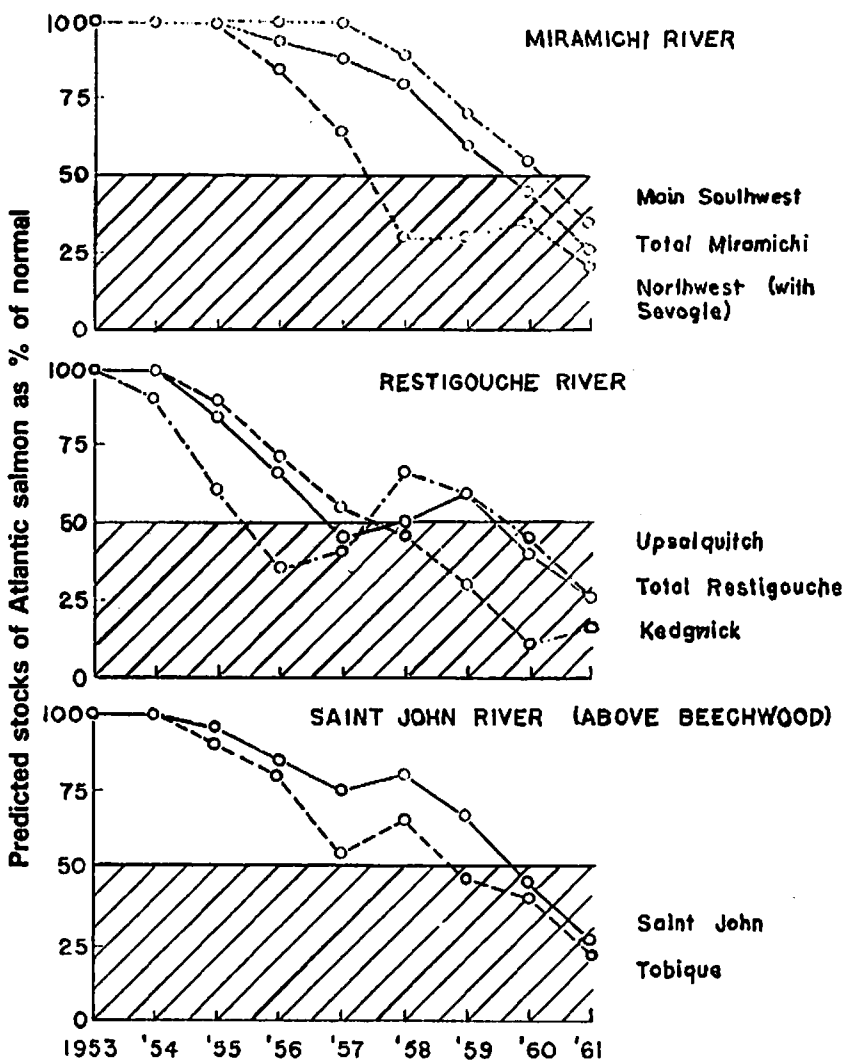 Predicted stocks of Atlantic salmon as % of normal
MIRAMICHI RIVER
100
75
50
25
0
Main Southwest
Total Miramichi
Northwest (with
Sevogle)
RESTIGOUCHE RIVER
100
75
50
25
0
Upsalquitch
Total Restigouche
Kedgwick
SAINT JOHN RIVER (ABOVE BEECHWOOD)
100
75
50
25
0
Saint John
Tobique
1953 '54 '55 '56 '57 '58 '59 '60 '61